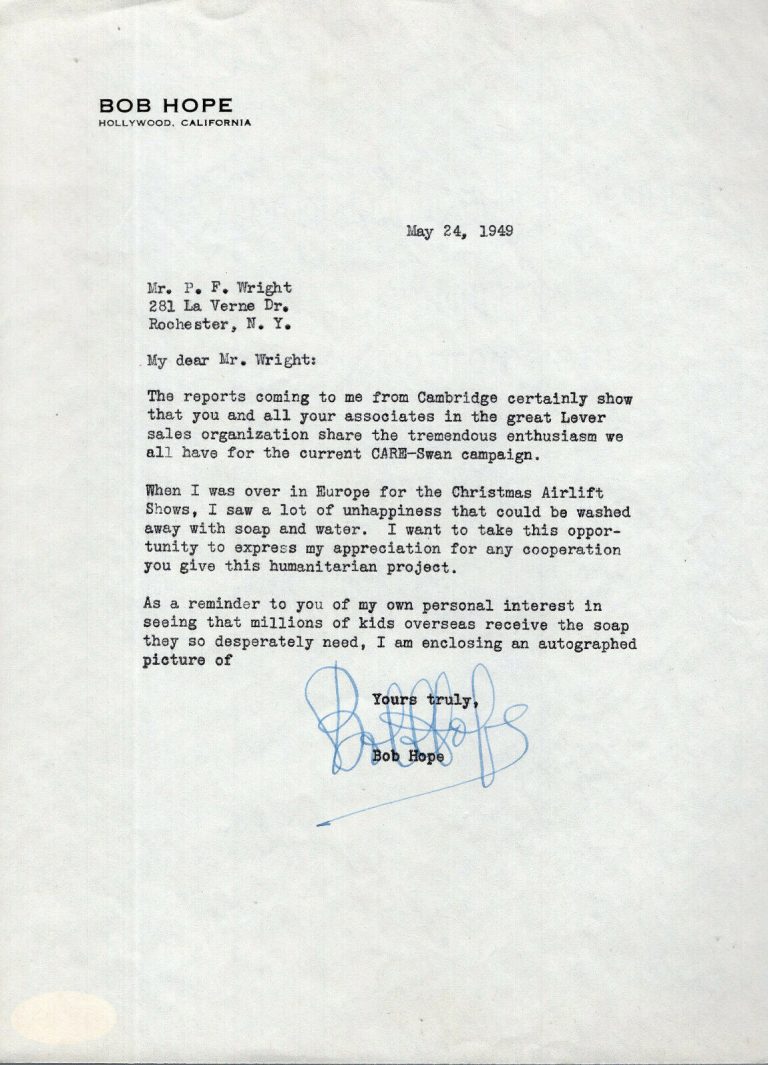 BOB HOPE
HOLLYWOOD, CALIFORNIA
May 24, 1949
Mr. P. F. Wright
281 La Verne Dr.
Rochester, N. Y.
My dear Mr. Wright:
The reports coming to me from Cambridge certainly show
that you and all your associates in the great Lever
sales organization share the tremendous enthusiasm we
all have for the current CARE-Swan campaign.
When I was over in Europe for the Christmas Airlift
Shows, I saw a lot of unhappiness that could be washed
away with soap and water. I want to take this oppor-
tunity to express my appreciation for any cooperation
you give this humanitarian project.
As a reminder to you of my own personal interest in
seeing that millions of kids overseas receive the soap
they so desperately need, I am enclosing an autographed
picture of
Yours truly,
Bob Hope
Bob Hope